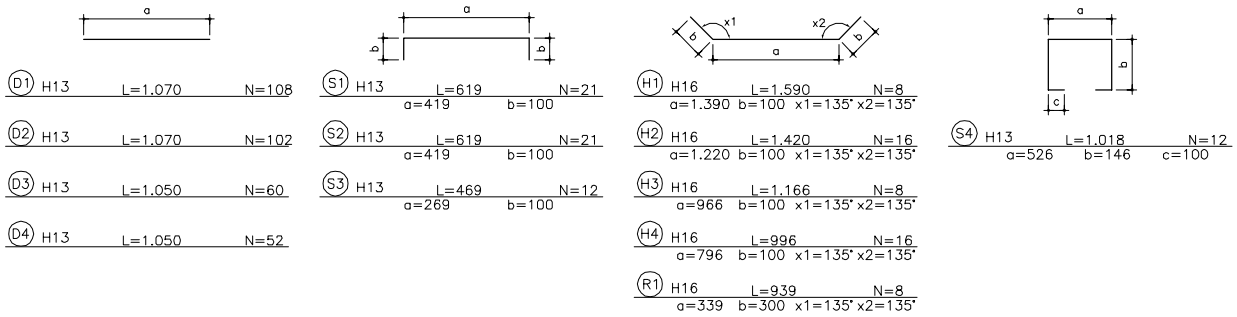 a
b
b
D1 H13 L=1.070 N=108
D2 H13 L=1.070 N=102
D3 H13 L=1.050 N=60
D4 H13 L=1.050 N=52
a
S1 H13 L=619 N=21
a=419 b=100
S2 H13 L=619 N=21
a=419 b=100
S3 H13 L=469 N=12
a=269 b=100
x1 x2
b
b
a
H1 H16 L=1.590 N=8
a=1.390 b=100 x1=135° x2=135°
H2 H16 L=1.420 N=16
a=1.220 b=100 x1=135° x2=135°
H3 H16 L=1.166 N=8
a=966 b=100 x1=135° x2=135°
H4 H16 L=996 N=16
a=796 b=100 x1=135° x2=135°
R1 H16 L=939 N=8
a=339 b=300 x1=135° x2=135°
a
b
c
S4 H13 L=1.018 N=12
a=526 b=146 c=100